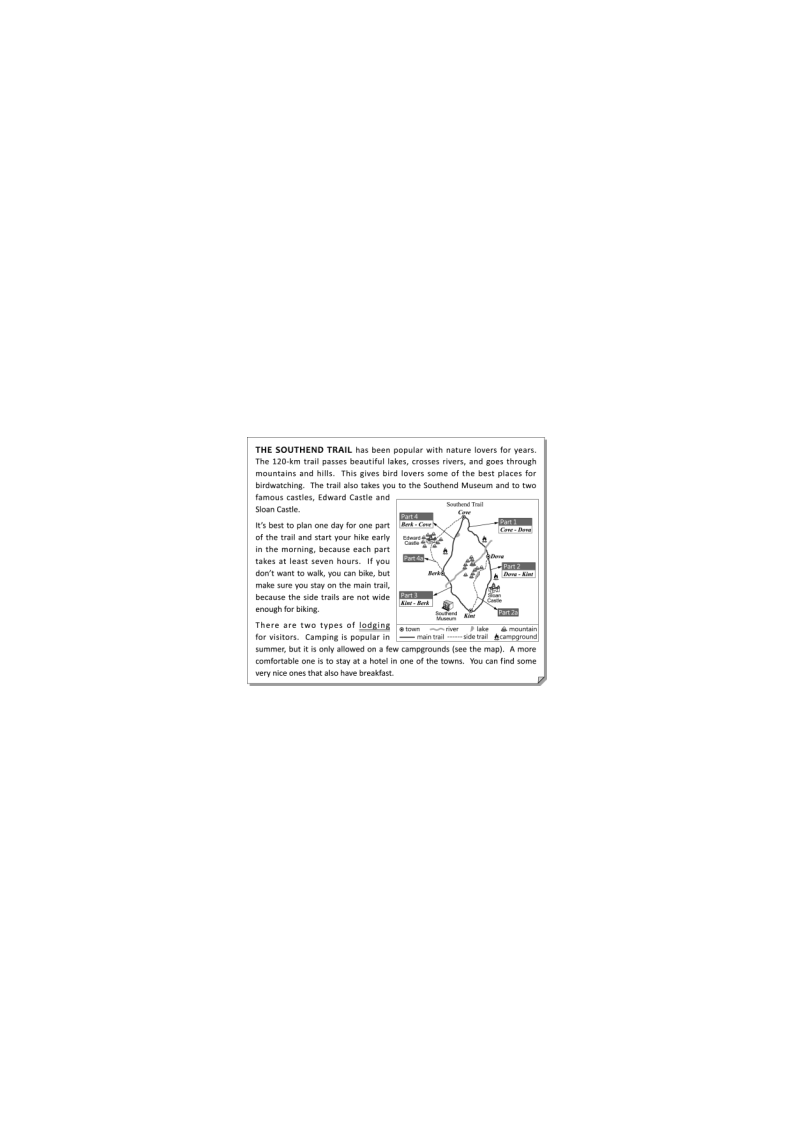 THE SOUTHEND TRAIL has been popular with nature lovers for years.
The 120-km trail passes beautiful lakes, crosses rivers, and goes through
mountains and hills. This gives bird lovers some of the best places for
birdwatching. The trail also takes you to the Southend Museum and to two
famous castles, Edward Castle and
Sloan Castle.
It's best to plan one day for one part
of the trail and start your hike early
in the morning, because each part
takes at least seven hours. If you
don't want to walk, you can bike, but
make sure you stay on the main trail,
because the side trails are not wide
enough for biking.
There are two types of lodging
for visitors. Camping is popular in
summer, but it is only allowed on a few campgrounds (see the map). A more
comfortable one is to stay at a hotel in one of the towns. You can find some
very nice ones that also have breakfast.
Southend Trail
Cove
Part 4
Berk - Cove
Part 1
Cove - Dova
Edward
Castle
Part 4a
Dova
Berk
Part 2
Dova - Kint
Part 3
Kint - Berk
Sloan
Castle
Southend
Museum
Kint
Part 2a
town river lake mountain
main trail side trail campground